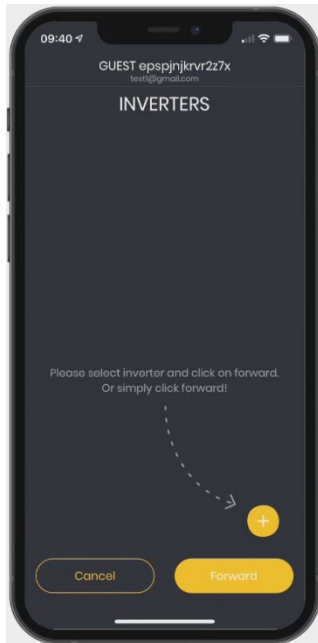 09:40
GUEST epspjnjkrvr2z7x
test1@gmail.com
INVERTERS
Please select inverter and click on forward.
Or simply click forward!
+
Cancel
Forward